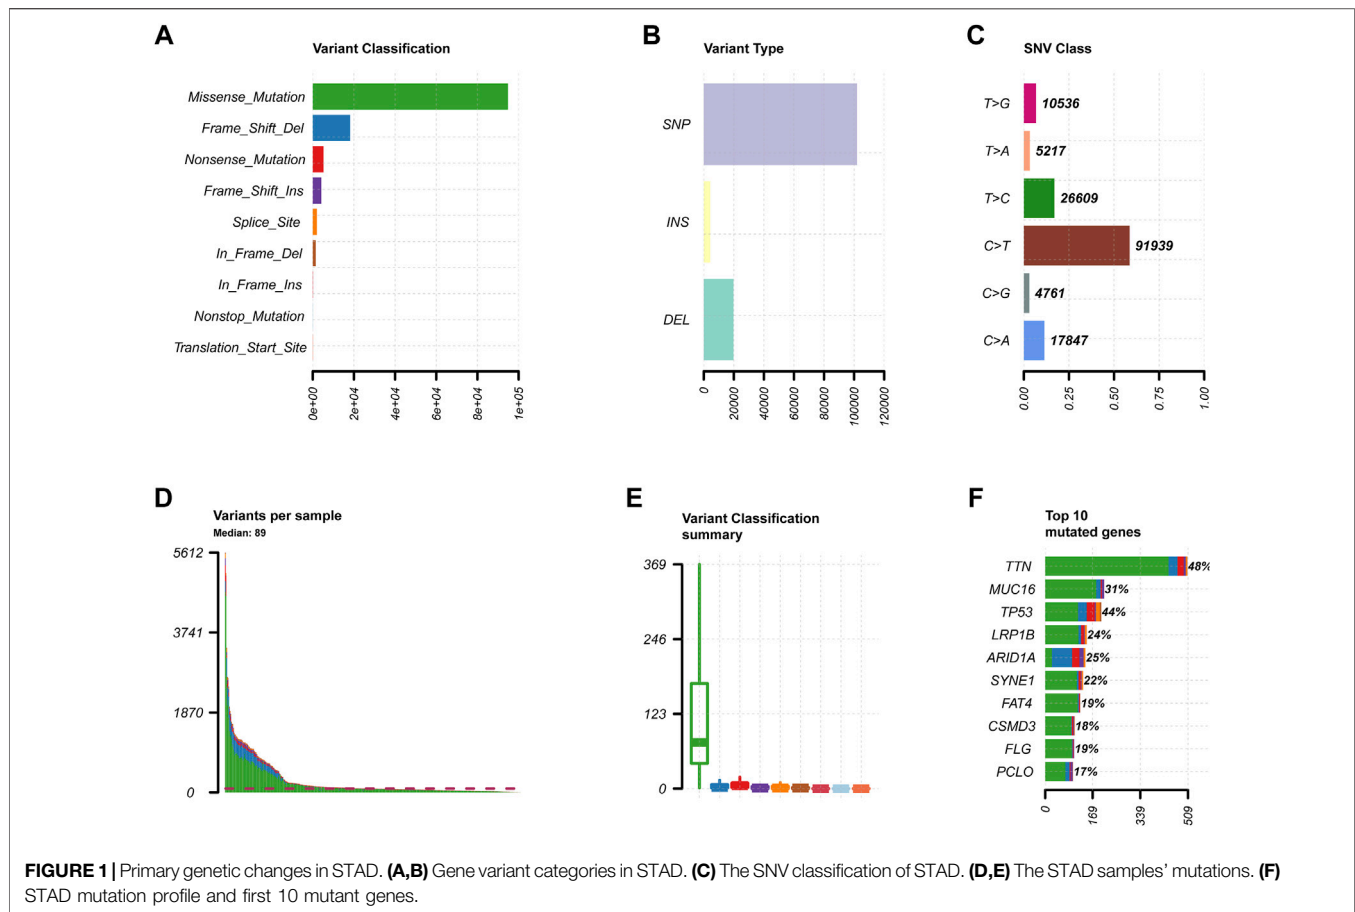 A
Variant Classification
Missense_Mutation
Frame_Shift_Del
Nonsense_Mutation
Frame_Shift_Ins
Splice_Site
In_Frame_Del
In_Frame_Ins
Nonstop_Mutation
Translation_Start_Site
0e+00
2e+04
4e+04
6e+04
8e+04
1e+05
B
Variant Type
SNP
INS
DEL
0
20000
40000
60000
80000
100000
120000
C
SNV Class
T>G 10536
T>A 5217
T>C 26609
C>T 91939
C>G 4761
C>A 17847
0.00
0.25
0.50
0.75
1.00
D
Variants per sample
Median: 89
5612
3741
1870
0
E
Variant Classification
summary
369
246
123
0
F
Top 10
mutated genes
TTN 48%
MUC16 31%
TP53 44%
LRP1B 24%
ARID1A 25%
SYNE1 22%
FAT4 19%
CSMD3 18%
FLG 19%
PCLO 17%
0
169
339
509
FIGURE 1 | Primary genetic changes in STAD. (A,B) Gene variant categories in STAD. (C) The SNV classification of STAD. (D,E) The STAD samples' mutations. (F)
STAD mutation profile and first 10 mutant genes.